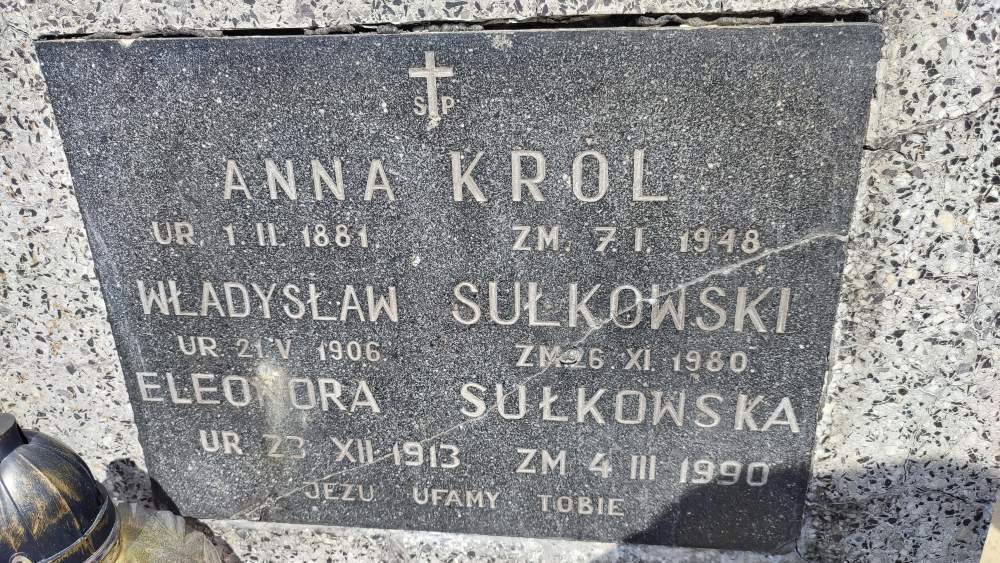 S P
ANNA KRÓL
UR. 1. II. 1881. ZM. 7. I. 1948
WŁADYSŁAW SUŁKOWSKI
UR. 21. V 1906. ZM. 26. XI. 1980.
ELEONORA SUŁKOWSKA
UR 23 XII 1913 ZM 4 III 1990
JEZU UFAMY TOBIE